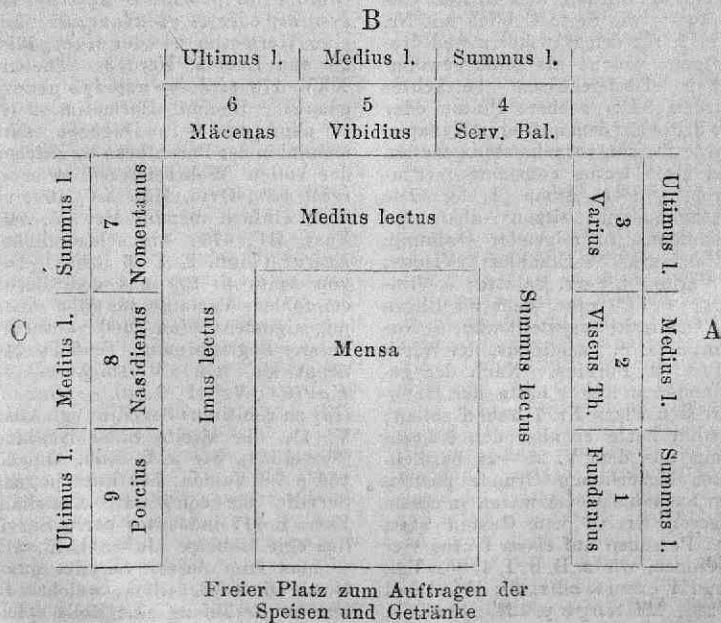 B
Ultimus l. Medius l. Summus l.
6 5 4
Mäcenas Vibidius Serv. Bal.
C
Summus l. Medius l. Ultimus l.
7 8 9
Nomentanus Nasidienus Porcius
Imus lectus
Medius lectus
Mensa
Summus lectus
3 2 1
Varius Viscus Th. Fundanius
Ultimus l. Medius l. Summus l.
A
Freier Platz zum Auftragen der
Speisen und Getränke